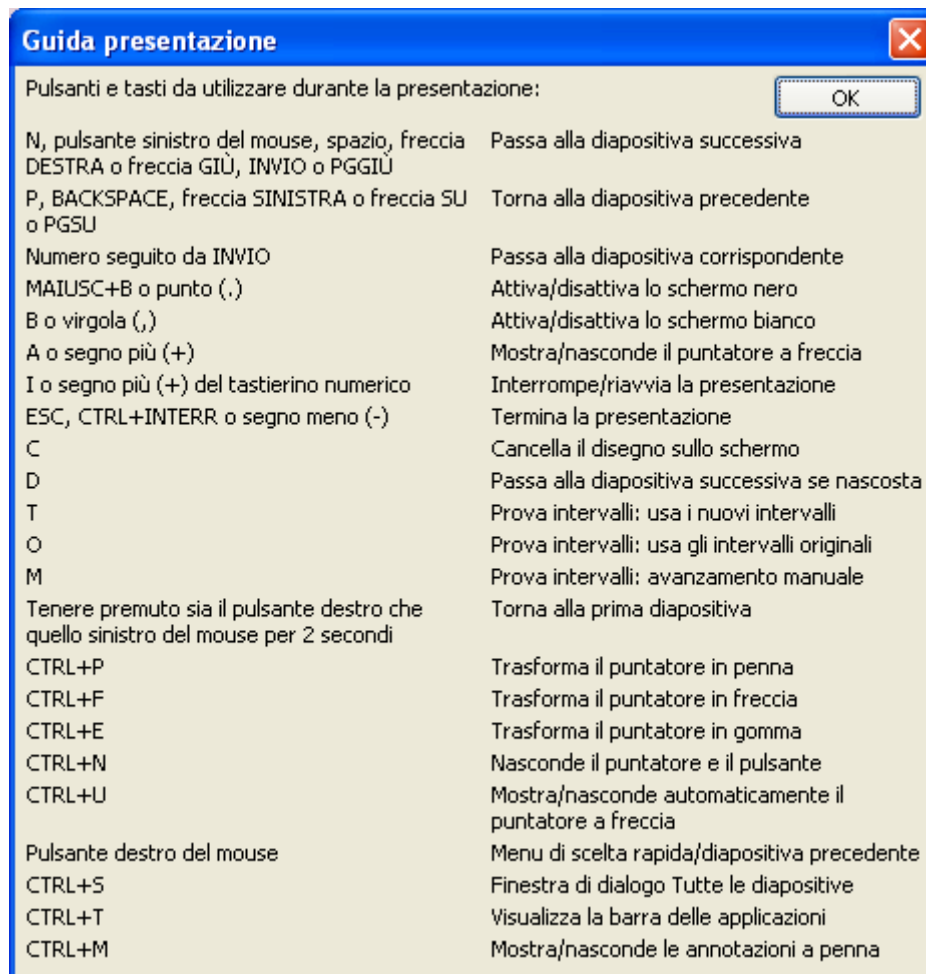 Guida presentazione
Pulsanti e tasti da utilizzare durante la presentazione:
OK
N, pulsante sinistro del mouse, spazio, freccia DESTRA o freccia GIÙ, INVIO o PGGIÙ Passa alla diapositiva successiva
P, BACKSPACE, freccia SINISTRA o freccia SU o PGSU Torna alla diapositiva precedente
Numero seguito da INVIO Passa alla diapositiva corrispondente
MAIUSC+B o punto (.) Attiva/disattiva lo schermo nero
B o virgola (,) Attiva/disattiva lo schermo bianco
A o segno più (+) Mostra/nasconde il puntatore a freccia
I o segno più (+) del tastierino numerico Interrompe/riavvia la presentazione
ESC, CTRL+INTERR o segno meno (-) Termina la presentazione
C Cancella il disegno sullo schermo
D Passa alla diapositiva successiva se nascosta
T Prova intervalli: usa i nuovi intervalli
O Prova intervalli: usa gli intervalli originali
M Prova intervalli: avanzamento manuale
Tenere premuto sia il pulsante destro che quello sinistro del mouse per 2 secondi Torna alla prima diapositiva
CTRL+P Trasforma il puntatore in penna
CTRL+F Trasforma il puntatore in freccia
CTRL+E Trasforma il puntatore in gomma
CTRL+N Nasconde il puntatore e il pulsante
CTRL+U Mostra/nasconde automaticamente il puntatore a freccia
Pulsante destro del mouse Menu di scelta rapida/diapositiva precedente
CTRL+S Finestra di dialogo Tutte le diapositive
CTRL+T Visualizza la barra delle applicazioni
CTRL+M Mostra/nasconde le annotazioni a penna